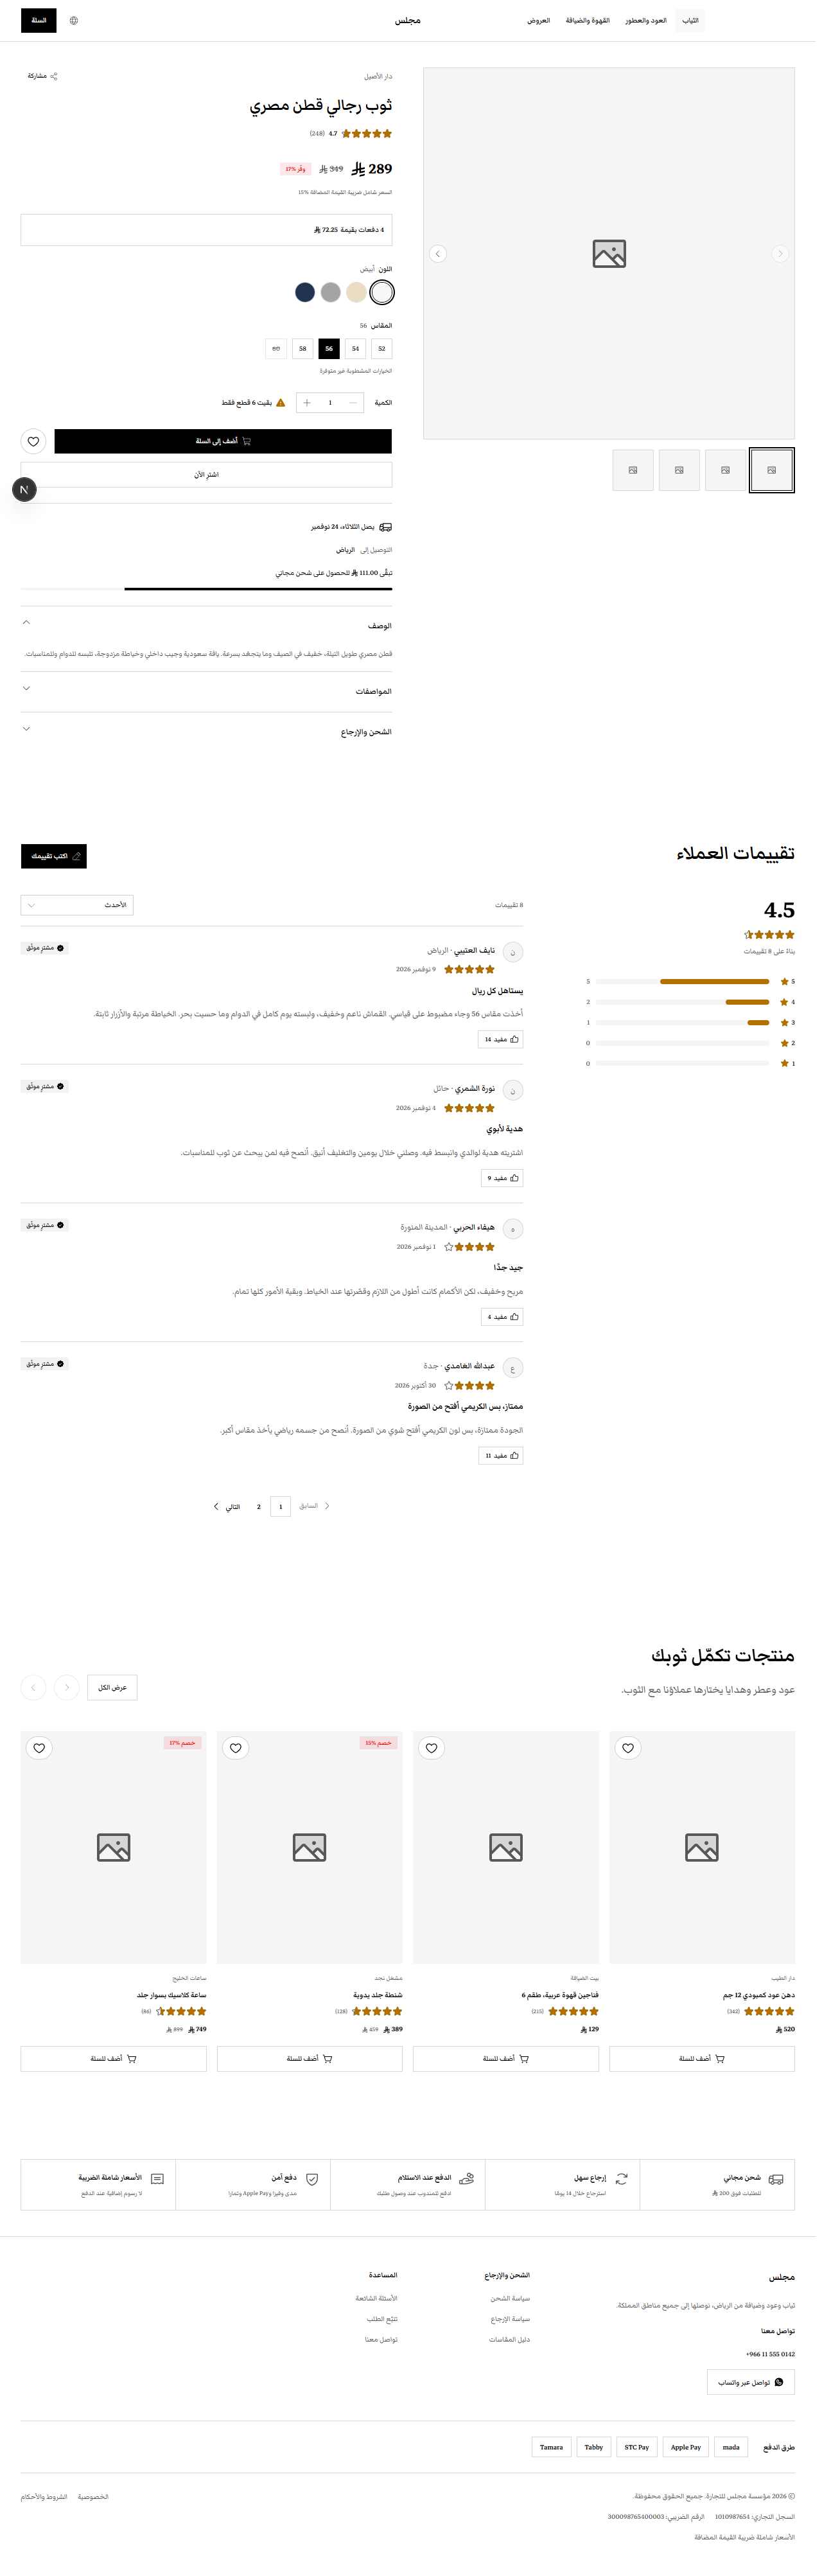 الثياب
العود والعطور
القهوة والضيافة
العروض
مجلس
السلة
دار الأصيل
مشاركة
ثوب رجالي قطن مصري
4.7 (248)
289 349 وفّر 17%
السعر شامل ضريبة القيمة المضافة 15%
4 دفعات بقيمة 72.25
اللون أبيض
المقاس 56
52 54 56 58 60
الخيارات المشطوبة غير متوفرة
الكمية 1 بقيت 6 قطع فقط
أضف إلى السلة
اشترِ الآن
N
يصل الثلاثاء، 24 نوفمبر
التوصيل إلى الرياض
تبقّى 111.00 للحصول على شحن مجاني
الوصف
قطن مصري طويل التيلة، خفيف في الصيف وما يتجعّد بسرعة. ياقة سعودية وجيب داخلي وخياطة مزدوجة، تلبسه للدوام وللمناسبات.
المواصفات
الشحن والإرجاع
تقييمات العملاء
اكتب تقييمك
4.5
بناءً على 8 تقييمات
5 5
4 2
3 1
2 0
1 0
8 تقييمات
الأحدث
ن
نايف العتيبي · الرياض
مشترٍ موثّق
9 نوفمبر 2026
يستاهل كل ريال
أخذت مقاس 56 وجاء مضبوط على قياسي. القماش ناعم وخفيف، ولبسته يوم كامل في الدوام وما حسيت بحر. الخياطة مرتبة والأزرار ثابتة.
مفيد 14
ن
نورة الشمري · حائل
مشترٍ موثّق
4 نوفمبر 2026
هدية لأبوي
اشتريته هدية لوالدي وانبسط فيه. وصلني خلال يومين والتغليف أنيق. أنصح فيه لمن يبحث عن ثوب للمناسبات.
مفيد 9
ه
هيفاء الحربي · المدينة المنورة
مشترٍ موثّق
1 نوفمبر 2026
جيد جدًا
مريح وخفيف، لكن الأكمام كانت أطول من اللازم وقصّرتها عند الخياط. وبقية الأمور كلها تمام.
مفيد 4
ع
عبدالله الغامدي · جدة
مشترٍ موثّق
30 أكتوبر 2026
ممتاز، بس الكريمي أفتح من الصورة
الجودة ممتازة، بس لون الكريمي أفتح شوي من الصورة. أنصح من جسمه رياضي يأخذ مقاس أكبر.
مفيد 11
السابق 1 2 التالي
منتجات تكمّل ثوبك
عود وعطر وهدايا يختارها عملاؤنا مع الثوب.
عرض الكل
خصم 15%
خصم 17%
دار الطيب
دهن عود كمبودي 12 جم
(342)
520
أضف للسلة
بيت الضيافة
فناجين قهوة عربية، طقم 6
(215)
129
أضف للسلة
مشغل نجد
شنطة جلد يدوية
(128)
389 459
أضف للسلة
ساعات الخليج
ساعة كلاسيك بسوار جلد
(86)
749 899
أضف للسلة
شحن مجاني
للطلبات فوق 200
إرجاع سهل
استرجاع خلال 14 يومًا
الدفع عند الاستلام
ادفع للمندوب عند وصول طلبك
دفع آمن
مدى وفيزا وApple Pay وتمارا
الأسعار شاملة الضريبة
لا رسوم إضافية عند الدفع
مجلس
ثياب وعود وضيافة من الرياض، نوصلها إلى جميع مناطق المملكة.
تواصل معنا
+966 11 555 0142
تواصل عبر واتساب
الشحن والإرجاع
سياسة الشحن
سياسة الإرجاع
دليل المقاسات
المساعدة
الأسئلة الشائعة
تتبّع الطلب
تواصل معنا
طرق الدفع
mada
Apple Pay
STC Pay
Tabby
Tamara
© 2026 مؤسسة مجلس للتجارة. جميع الحقوق محفوظة.
السجل التجاري: 1010987654 الرقم الضريبي: 300098765400003
الأسعار شاملة ضريبة القيمة المضافة
الخصوصية
الشروط والأحكام